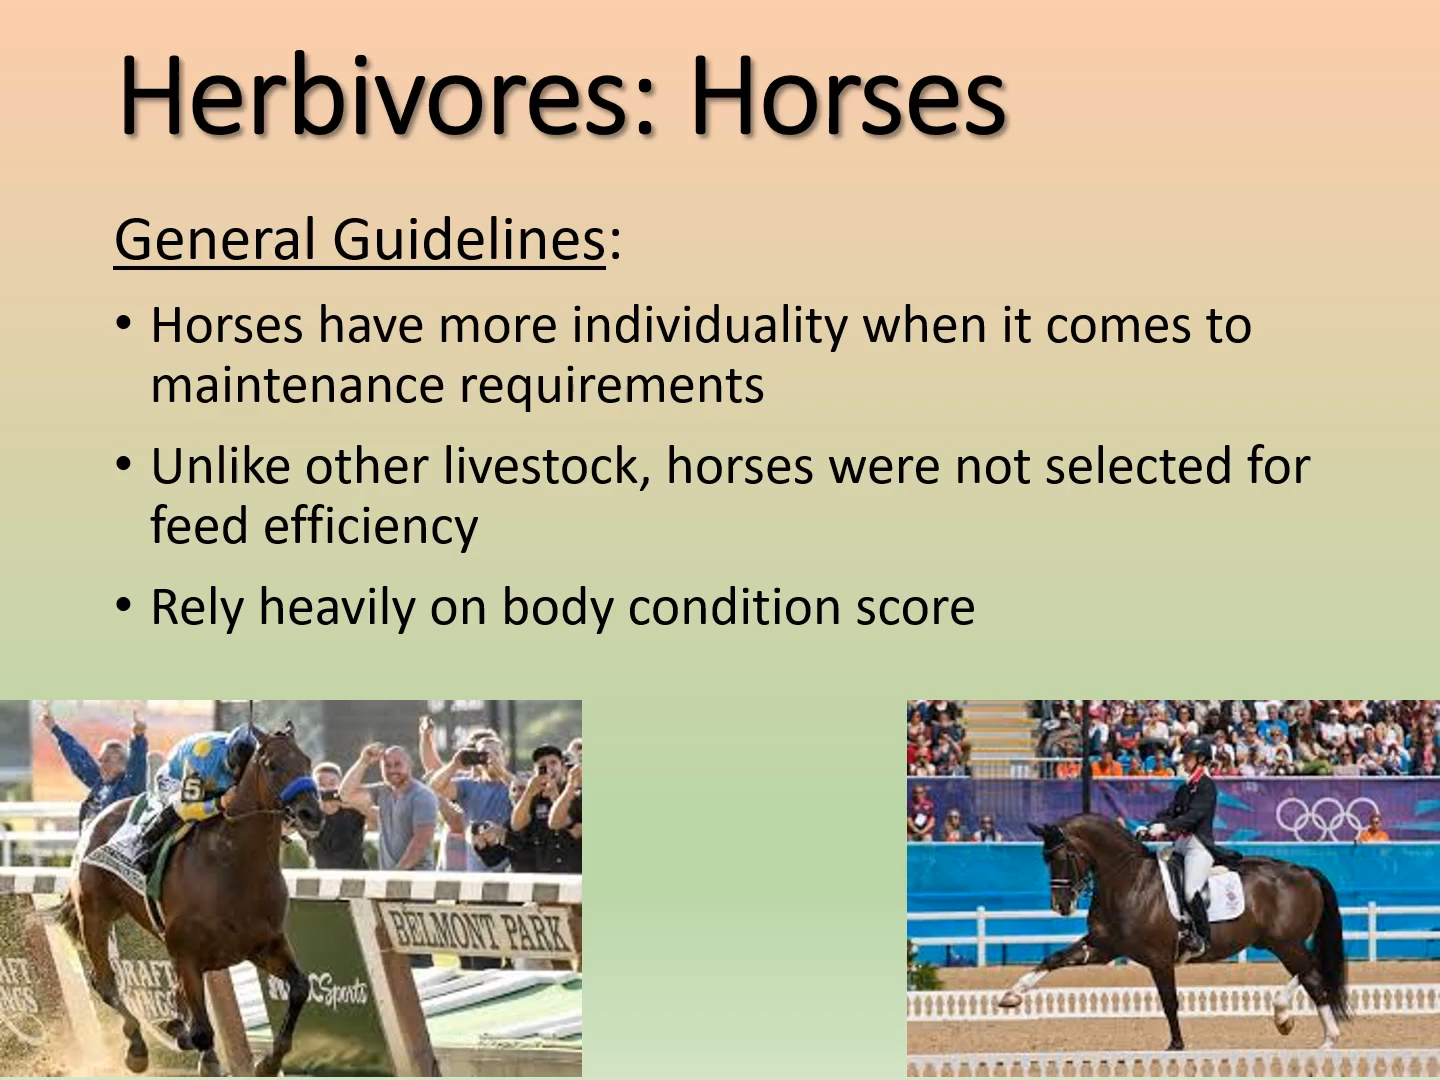 Herbivores: Horses
General Guidelines:
• Horses have more individuality when it comes to
maintenance requirements
• Unlike other livestock, horses were not selected for
feed efficiency
• Rely heavily on body condition score
5
BELMONT PARK
Sports